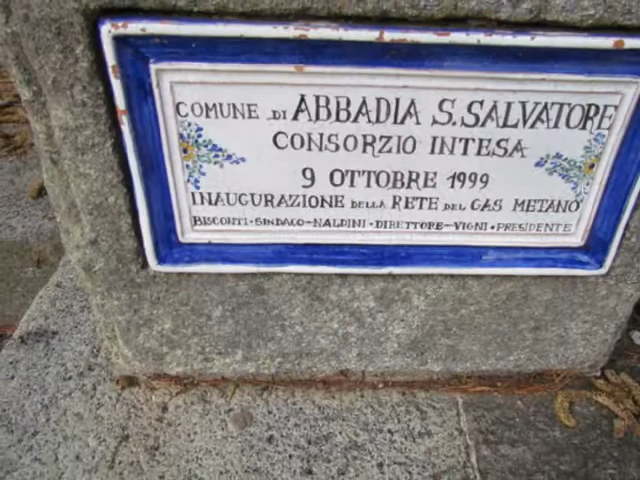 COMUNE DI ABBADIA S. SALVATORE
CONSORZIO INTESA
9 OTTOBRE 1999
INAUGURAZIONE DELLA RETE DEL GAS METANO
BISCONTI • SINDACO - NALDINI • DIRETTORE - VIGNI • PRESIDENTE